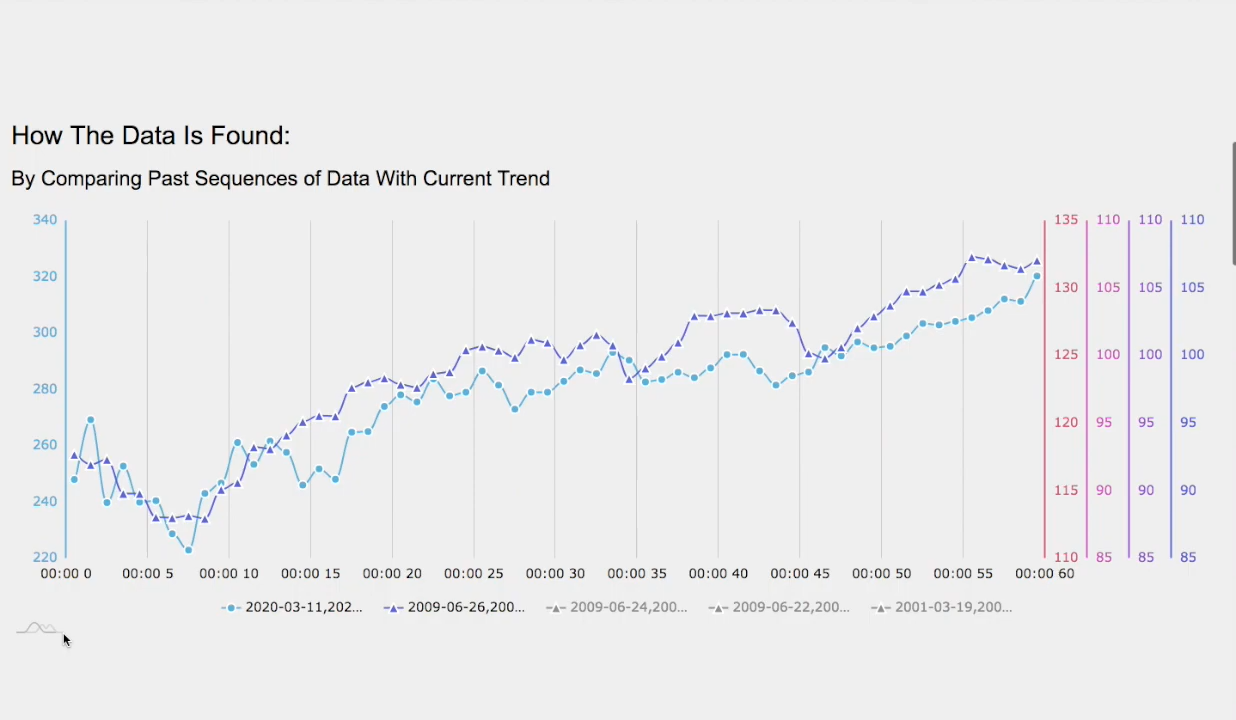 How The Data Is Found:
By Comparing Past Sequences of Data With Current Trend
340 135 110 110 110
320 130 105 105 105
300 125 100 100 100
280
260 120 95 95 95
240 115 90 90 90
220 110 85 85 85
00:00 0 00:00 5 00:00 10 00:00 15 00:00 20 00:00 25 00:00 30 00:00 35 00:00 40 00:00 45 00:00 50 00:00 55 00:00 60
2020-03-11,202... 2009-06-26,200... 2009-06-24,200... 2009-06-22,200... 2001-03-19,200...